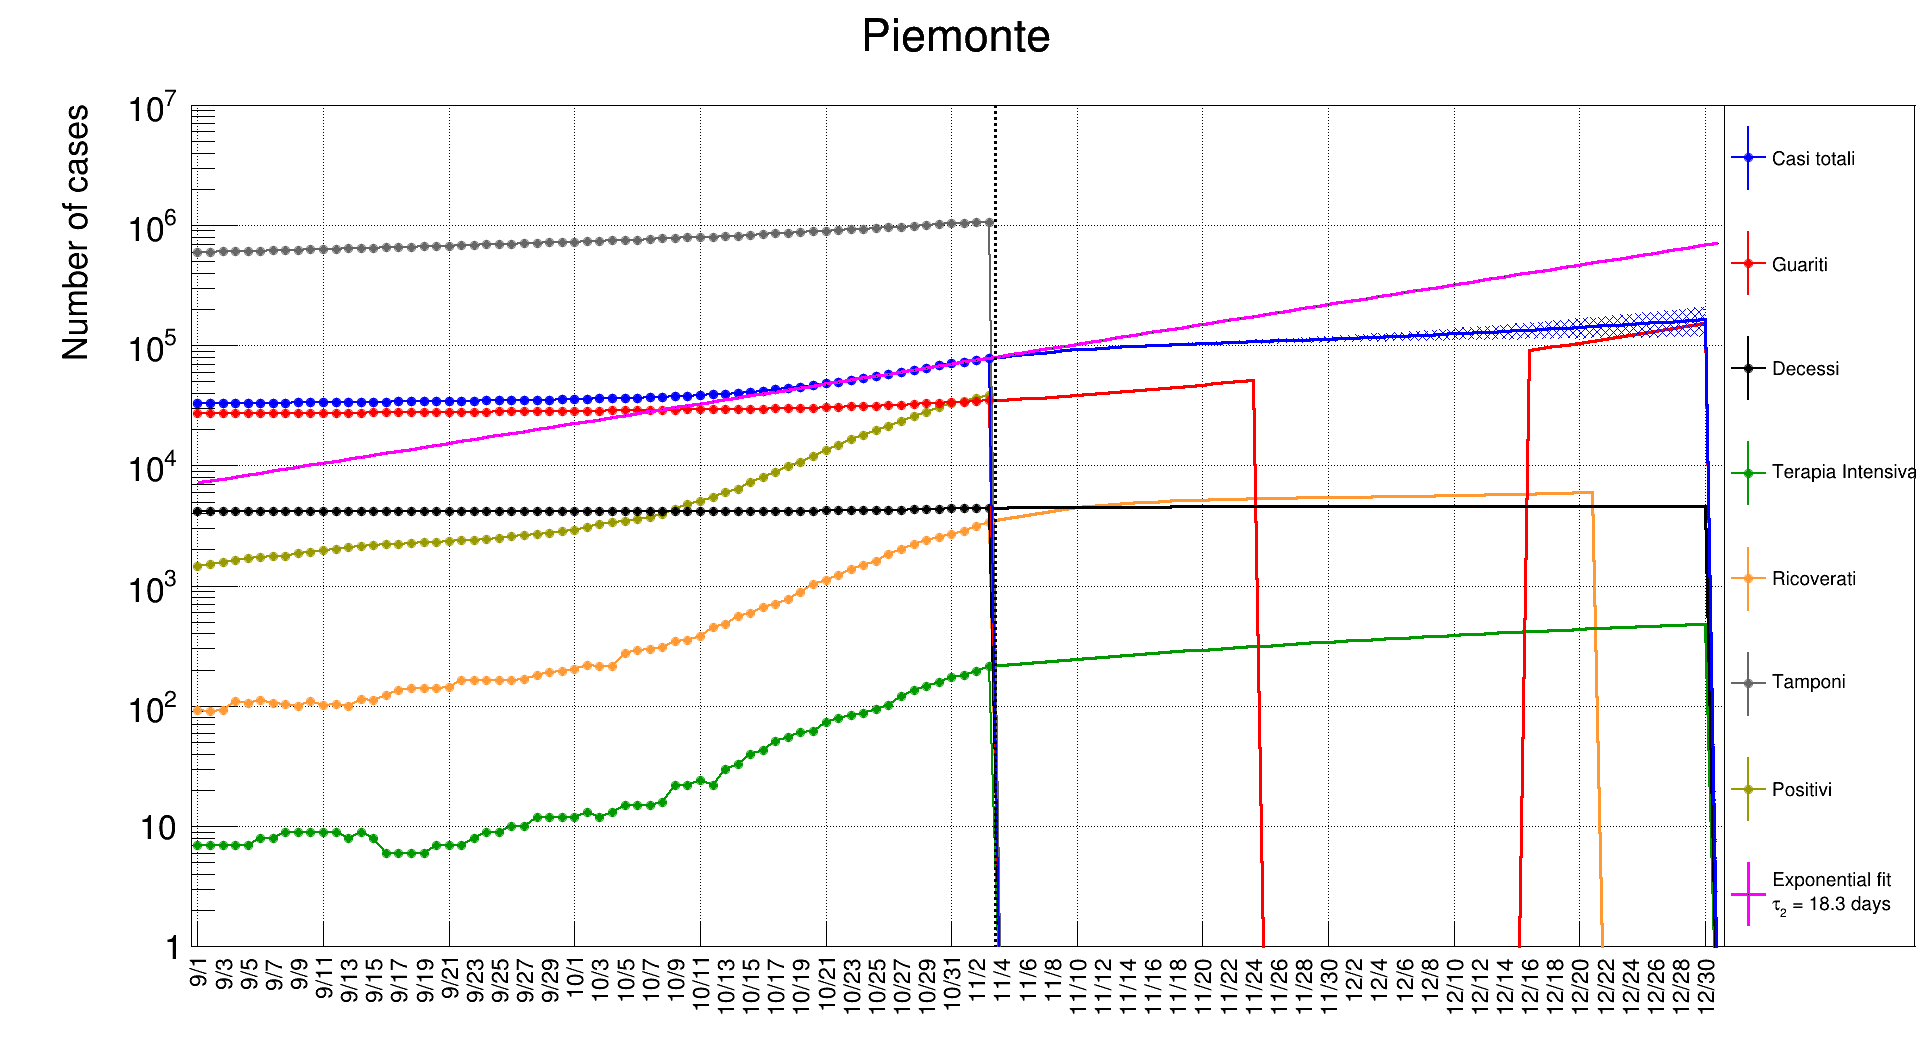 Piemonte
Number of cases
10^7
10^6
10^5
10^4
10^3
10^2
10
1
9/1 9/3 9/5 9/7 9/9 9/11 9/13 9/15 9/17 9/19 9/21 9/23 9/25 9/27 9/29 10/1 10/3 10/5 10/7 10/9 10/11 10/13 10/15 10/17 10/19 10/21 10/23 10/25 10/27 10/29 10/31 11/2 11/4 11/6 11/8 11/10 11/12 11/14 11/16 11/18 11/20 11/22 11/24 11/26 11/28 11/30 12/2 12/4 12/6 12/8 12/10 12/12 12/14 12/16 12/18 12/20 12/22 12/24 12/26 12/28 12/30
Casi totali
Guariti
Decessi
Terapia Intensiva
Ricoverati
Tamponi
Positivi
Exponential fit
τ₂ = 18.3 days